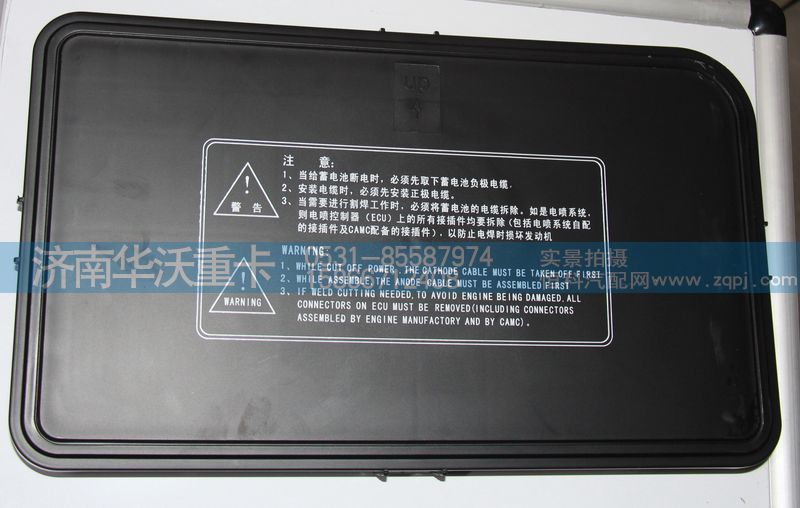 up
注 意:
1、当给蓄电池断电时，必须先取下蓄电池负极电缆.
2、安装电缆时，必须先安装正极电缆。
3、当需要进行割焊工作时，必须将蓄电池的电缆拆除。如是电喷系统，
则电喷控制器（ECU）上的所有接插件均要拆除(包括电喷系统自配
的接插件及CAMC配备的接插件)，以防止电焊时损坏发动机
警 告
济南华沃重卡
0531-85587974
实景拍摄
汽配网 www.zqpj.com
WARNING:
1、WHILE CUT OFF POWER, THE CATHODE CABLE MUST BE TAKEN OFF FIRST
2、WHILE ASSEMBLE,THE ANODE CABLE MUST BE ASSEMBLED FIRST
3、IF WELD CUTTING NEEDED,TO AVOID ENGINE BEING DAMAGED,ALL
CONNECTORS ON ECU MUST BE REMOVED(INCLUDING CONNECTORS
ASSEMBLED BY ENGINE MANUFACTORY AND BY CAMC)。
WARNING